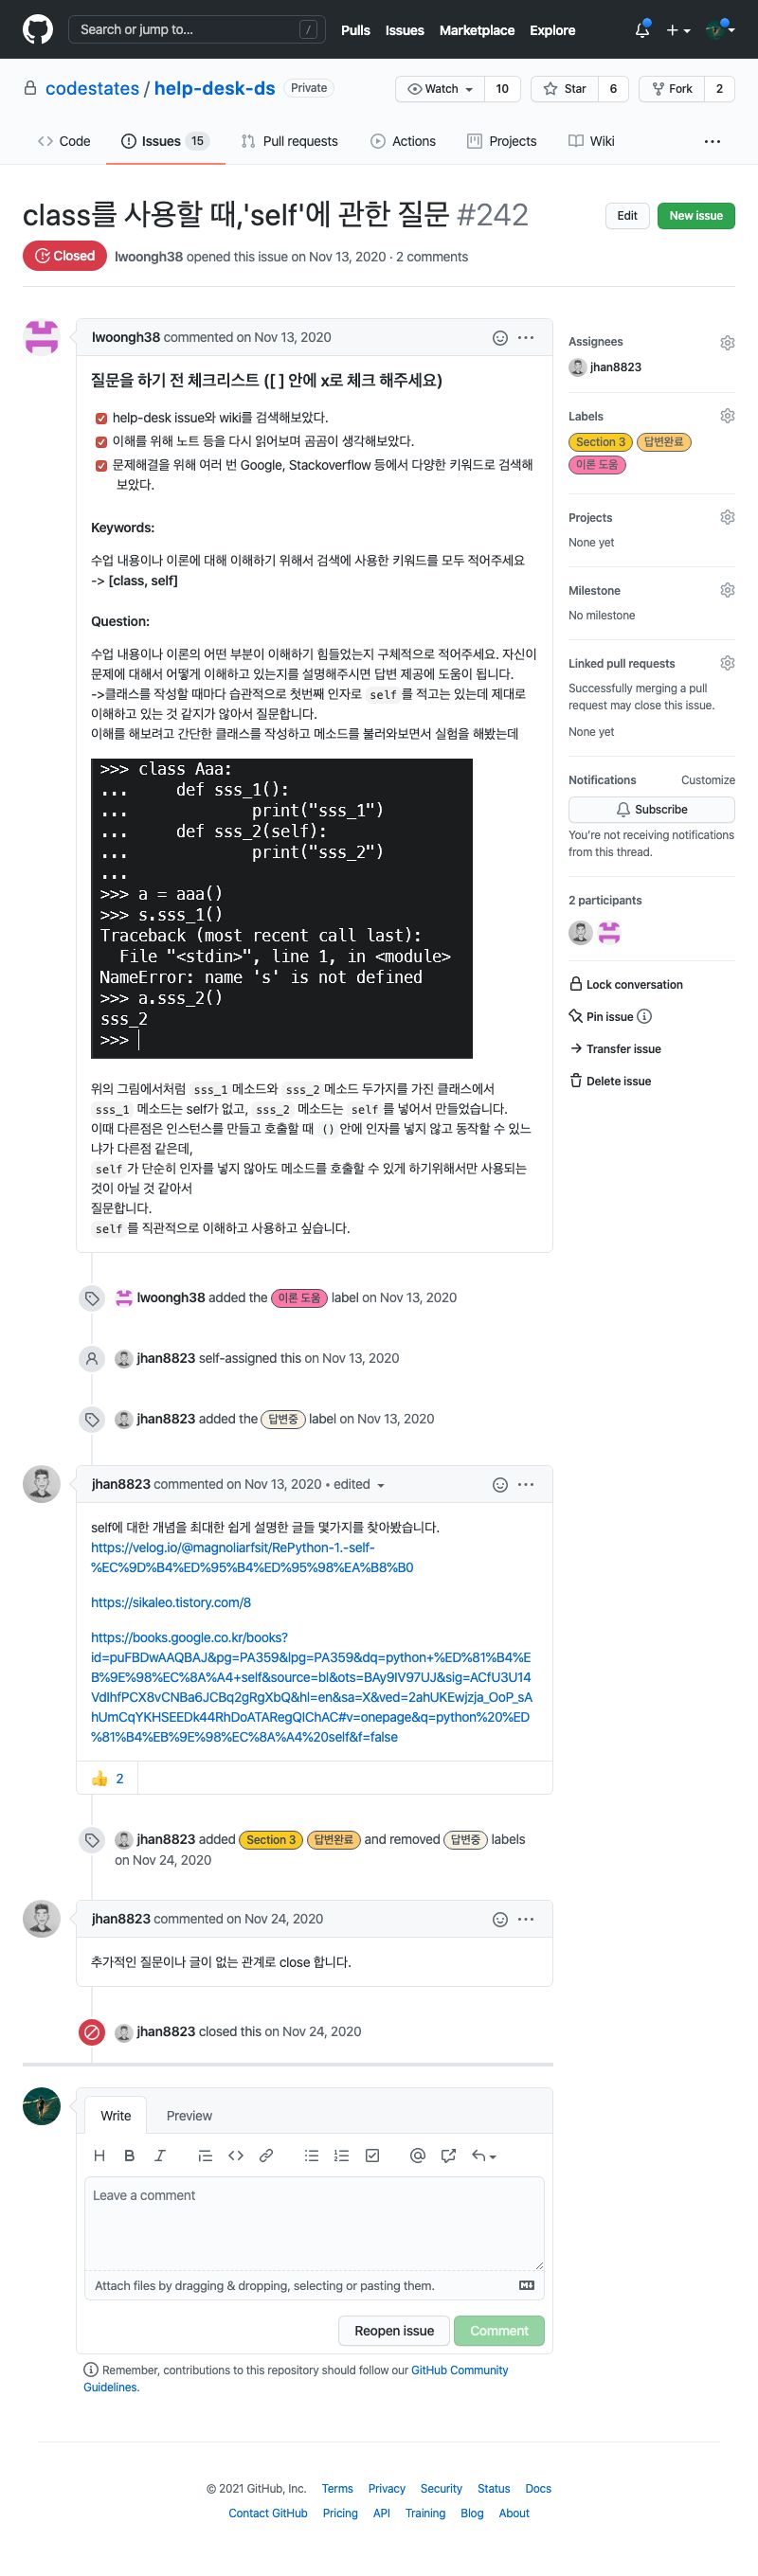 Search or jump to... /
Pulls Issues Marketplace Explore
codestates / help-desk-ds Private
Watch 10 Star 6 Fork 2
Code Issues 15 Pull requests Actions Projects Wiki
class를 사용할 때,'self'에 관한 질문 #242
Edit New issue
Closed lwoongh38 opened this issue on Nov 13, 2020 · 2 comments
lwoongh38 commented on Nov 13, 2020
질문을 하기 전 체크리스트 ([ ] 안에 x로 체크 해주세요)
help-desk issue와 wiki를 검색해보았다.
이해를 위해 노트 등을 다시 읽어보며 곰곰이 생각해보았다.
문제해결을 위해 여러 번 Google, Stackoverflow 등에서 다양한 키워드로 검색해
보았다.
Keywords:
수업 내용이나 이론에 대해 이해하기 위해서 검색에 사용한 키워드를 모두 적어주세요
-> [class, self]
Question:
수업 내용이나 이론의 어떤 부분이 이해하기 힘들었는지 구체적으로 적어주세요. 자신이
문제에 대해서 어떻게 이해하고 있는지를 설명해주시면 답변 제공에 도움이 됩니다.
->클래스를 작성할 때마다 습관적으로 첫번째 인자로 self 를 적고는 있는데 제대로
이해하고 있는 것 같지가 않아서 질문합니다.
이해를 해보려고 간단한 클래스를 작성하고 메소드를 불러와보면서 실험을 해봤는데
>>> class Aaa:
... def sss_1():
... print("sss_1")
... def sss_2(self):
... print("sss_2")
...
>>> a = aaa()
>>> s.sss_1()
Traceback (most recent call last):
File "<stdin>", line 1, in <module>
NameError: name 's' is not defined
>>> a.sss_2()
sss_2
>>>
위의 그림에서처럼 sss_1 메소드와 sss_2 메소드 두가지를 가진 클래스에서
sss_1 메소드는 self가 없고, sss_2 메소드는 self 를 넣어서 만들었습니다.
이때 다른점은 인스턴스를 만들고 호출할 때 () 안에 인자를 넣지 않고 동작할 수 있느
냐가 다른점 같은데,
self 가 단순히 인자를 넣지 않아도 메소드를 호출할 수 있게 하기위해서만 사용되는
것이 아닐 것 같아서
질문합니다.
self 를 직관적으로 이해하고 사용하고 싶습니다.
Assignees
jhan8823
Labels
Section 3 답변완료
이론 도움
Projects
None yet
Milestone
No milestone
Linked pull requests
Successfully merging a pull
request may close this issue.
None yet
Notifications Customize
Subscribe
You're not receiving notifications
from this thread.
2 participants
Lock conversation
Pin issue
Transfer issue
Delete issue
lwoongh38 added the 이론 도움 label on Nov 13, 2020
jhan8823 self-assigned this on Nov 13, 2020
jhan8823 added the 답변중 label on Nov 13, 2020
jhan8823 commented on Nov 13, 2020 • edited
self에 대한 개념을 최대한 쉽게 설명한 글들 몇가지를 찾아봤습니다.
https://velog.io/@magnoliarfsit/RePython-1.-self-
%EC%9D%B4%ED%95%B4%ED%95%98%EA%B8%B0
https://sikaleo.tistory.com/8
https://books.google.co.kr/books?
id=puFBDwAAQBAJ&pg=PA359&lpg=PA359&dq=python+%ED%81%B4%E
B%9E%98%EC%8A%A4+self&source=bl&ots=BAy9IV97UJ&sig=ACfU3U14
VdIhfPCX8vCNBa6JCBq2gRgXbQ&hl=en&sa=X&ved=2ahUKEwjzja_OoP_sA
hUmCqYKHSEEDk44RhDoATARegQIChAC#v=onepage&q=python%20%ED
%81%B4%EB%9E%98%EC%8A%A4%20self&f=false
👍 2
jhan8823 added Section 3 답변완료 and removed 답변중 labels
on Nov 24, 2020
jhan8823 commented on Nov 24, 2020
추가적인 질문이나 글이 없는 관계로 close 합니다.
jhan8823 closed this on Nov 24, 2020
Write Preview
Leave a comment
Attach files by dragging & dropping, selecting or pasting them.
Reopen issue Comment
Remember, contributions to this repository should follow our GitHub Community
Guidelines.
© 2021 GitHub, Inc. Terms Privacy Security Status Docs
Contact GitHub Pricing API Training Blog About